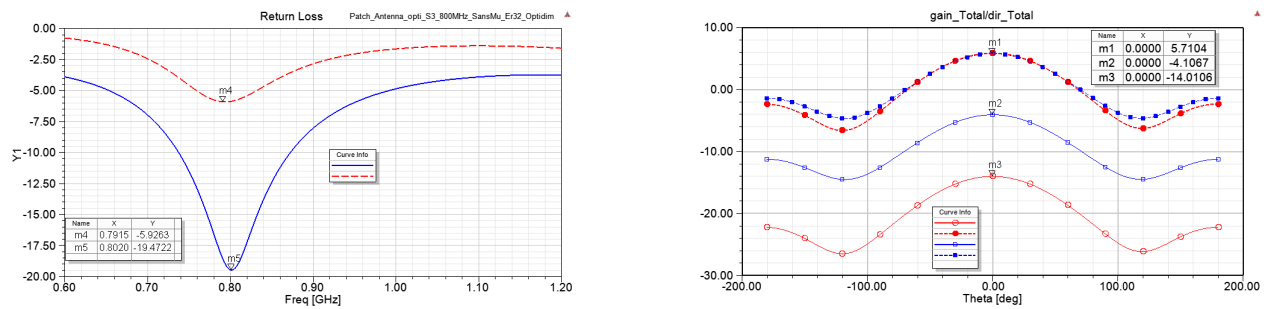 Return Loss
Patch_Antenna_opti_S3_800MHz_SansMu_Er32_Optidim
0.00
-2.50
-5.00
-7.50
-10.00
-12.50
-15.00
-17.50
-20.00
Y1
m4
m5
Curve Info
Name X Y
m4 0.7915 -5.9263
m5 0.8020 -19.4722
0.60 0.70 0.80 0.90 1.00 1.10 1.20
Freq [GHz]
gain_Total/dir_Total
10.00
0.00
-10.00
-20.00
-30.00
m1
m2
m3
Name X Y
m1 0.0000 5.7104
m2 0.0000 -4.1067
m3 0.0000 -14.0106
Curve Info
-200.00 -100.00 0.00 100.00 200.00
Theta [deg]